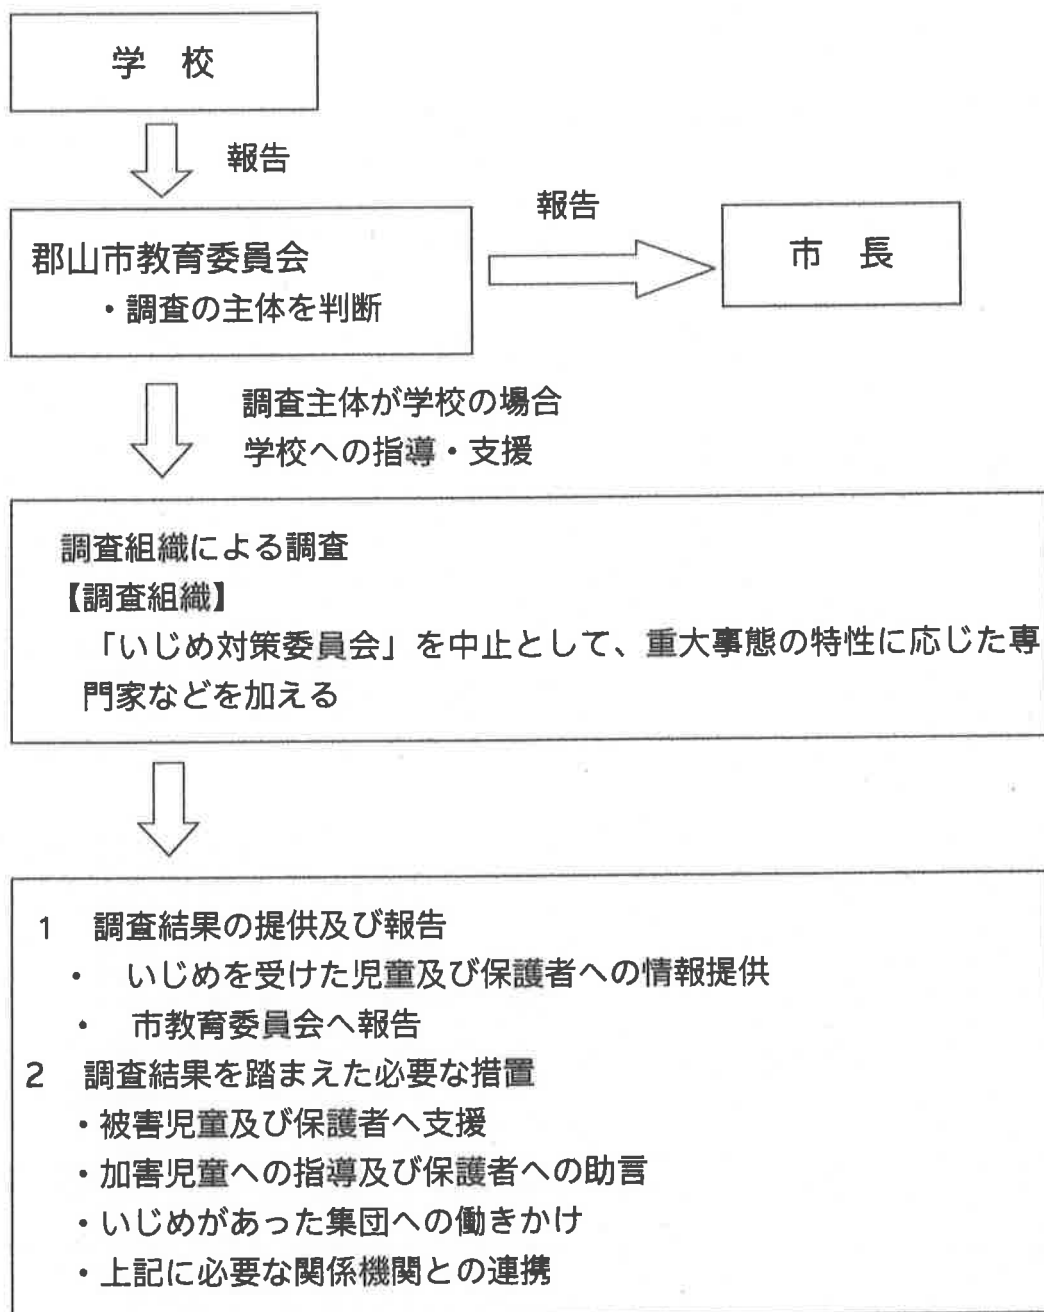 学 校
報告
報告
郡山市教育委員会
・調査の主体を判断
市 長
調査主体が学校の場合
学校への指導・支援
調査組織による調査
【調査組織】
「いじめ対策委員会」を中止として、重大事態の特性に応じた専
門家などを加える
1 調査結果の提供及び報告
・ いじめを受けた児童及び保護者への情報提供
・ 市教育委員会へ報告
2 調査結果を踏まえた必要な措置
・被害児童及び保護者へ支援
・加害児童への指導及び保護者への助言
・いじめがあった集団への働きかけ
・上記に必要な関係機関との連携